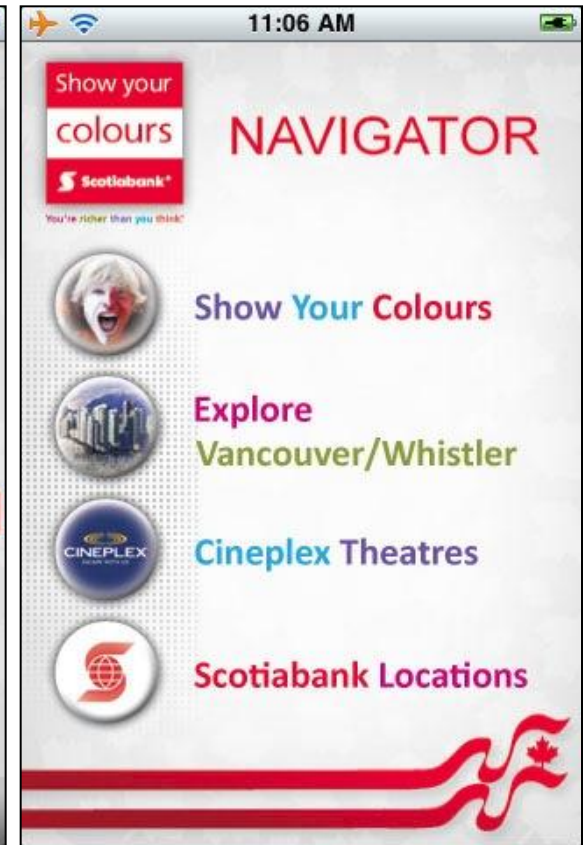 11:06 AM
Show your
colours
Scotiabank*
You're richer than you think*
NAVIGATOR
Show Your Colours
Explore
Vancouver/Whistler
CINEPLEX
Cineplex Theatres
Scotiabank Locations